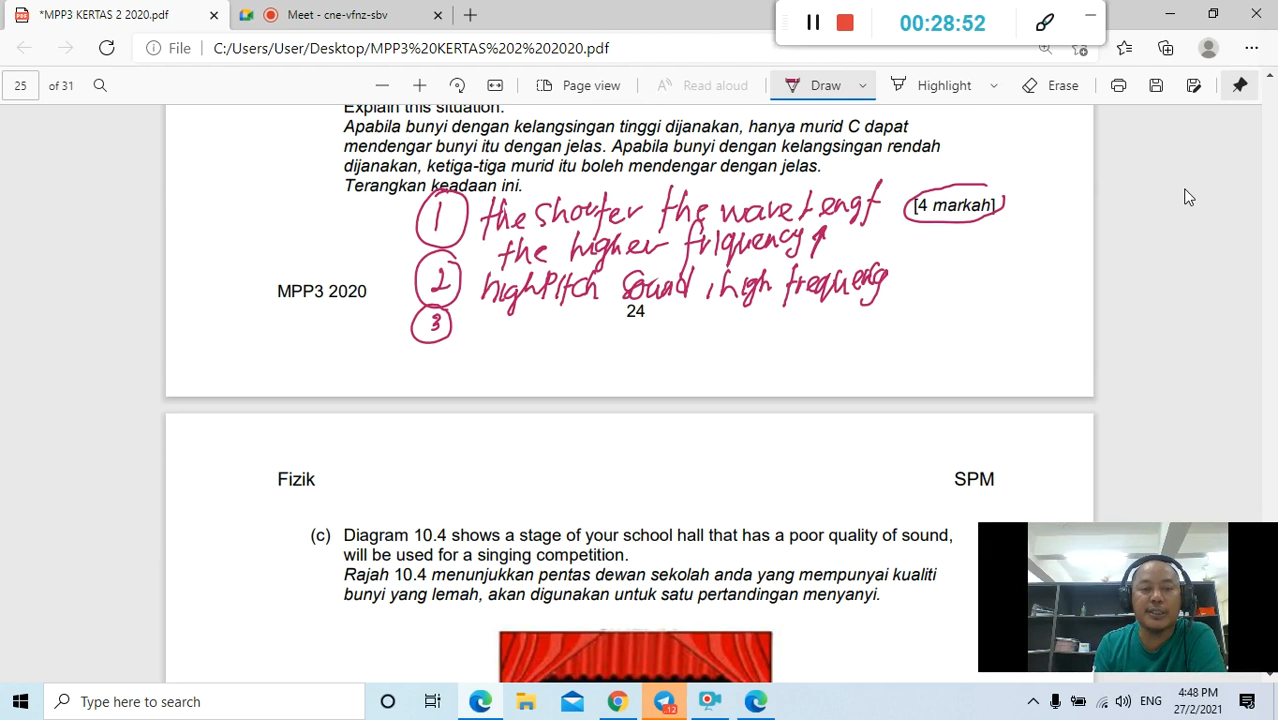 *MPP3 KERTAS 2 2020.pdf
Meet - cne-vfnz-sbv
00:28:52
File
C:/Users/User/Desktop/MPP3%20KERTAS%202%202020.pdf
25 of 31
Page view
Read aloud
Draw
Highlight
Erase
Explain this situation.
Apabila bunyi dengan kelangsingan tinggi dijanakan, hanya murid C dapat
mendengar bunyi itu dengan jelas. Apabila bunyi dengan kelangsingan rendah
dijanakan, ketiga-tiga murid itu boleh mendengar dengan jelas.
Terangkan keadaan ini.
[4 markah]
1 the shorter the
the higher
2 high Pitch sound, high
3
MPP3 2020
24
Fizik
SPM
(c) Diagram 10.4 shows a stage of your school hall that has a poor quality of sound,
will be used for a singing competition.
Rajah 10.4 menunjukkan pentas dewan sekolah anda yang mempunyai kualiti
bunyi yang lemah, akan digunakan untuk satu pertandingan menyanyi.
Type here to search
12
ENG
4:48 PM
27/2/2021